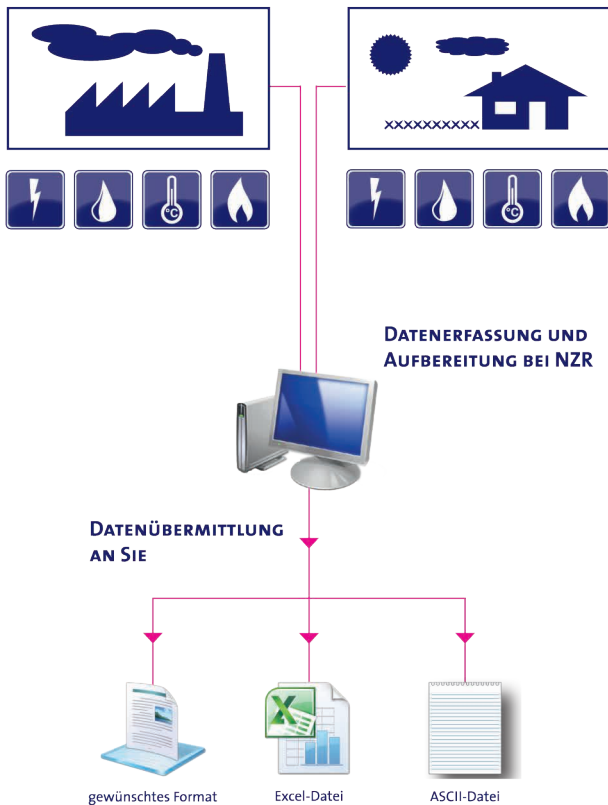 °C
°C
Datenerfassung und
Aufbereitung bei NZR
Datenübermittlung
an Sie
gewünschtes Format
Excel-Datei
ASCII-Datei